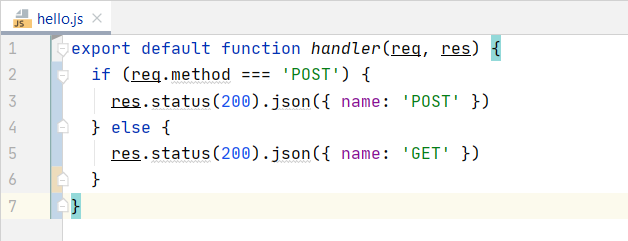 hello.js
1 export default function handler(req, res) {
2   if (req.method === 'POST') {
3     res.status(200).json({ name: 'POST' })
4   } else {
5     res.status(200).json({ name: 'GET' })
6   }
7 }